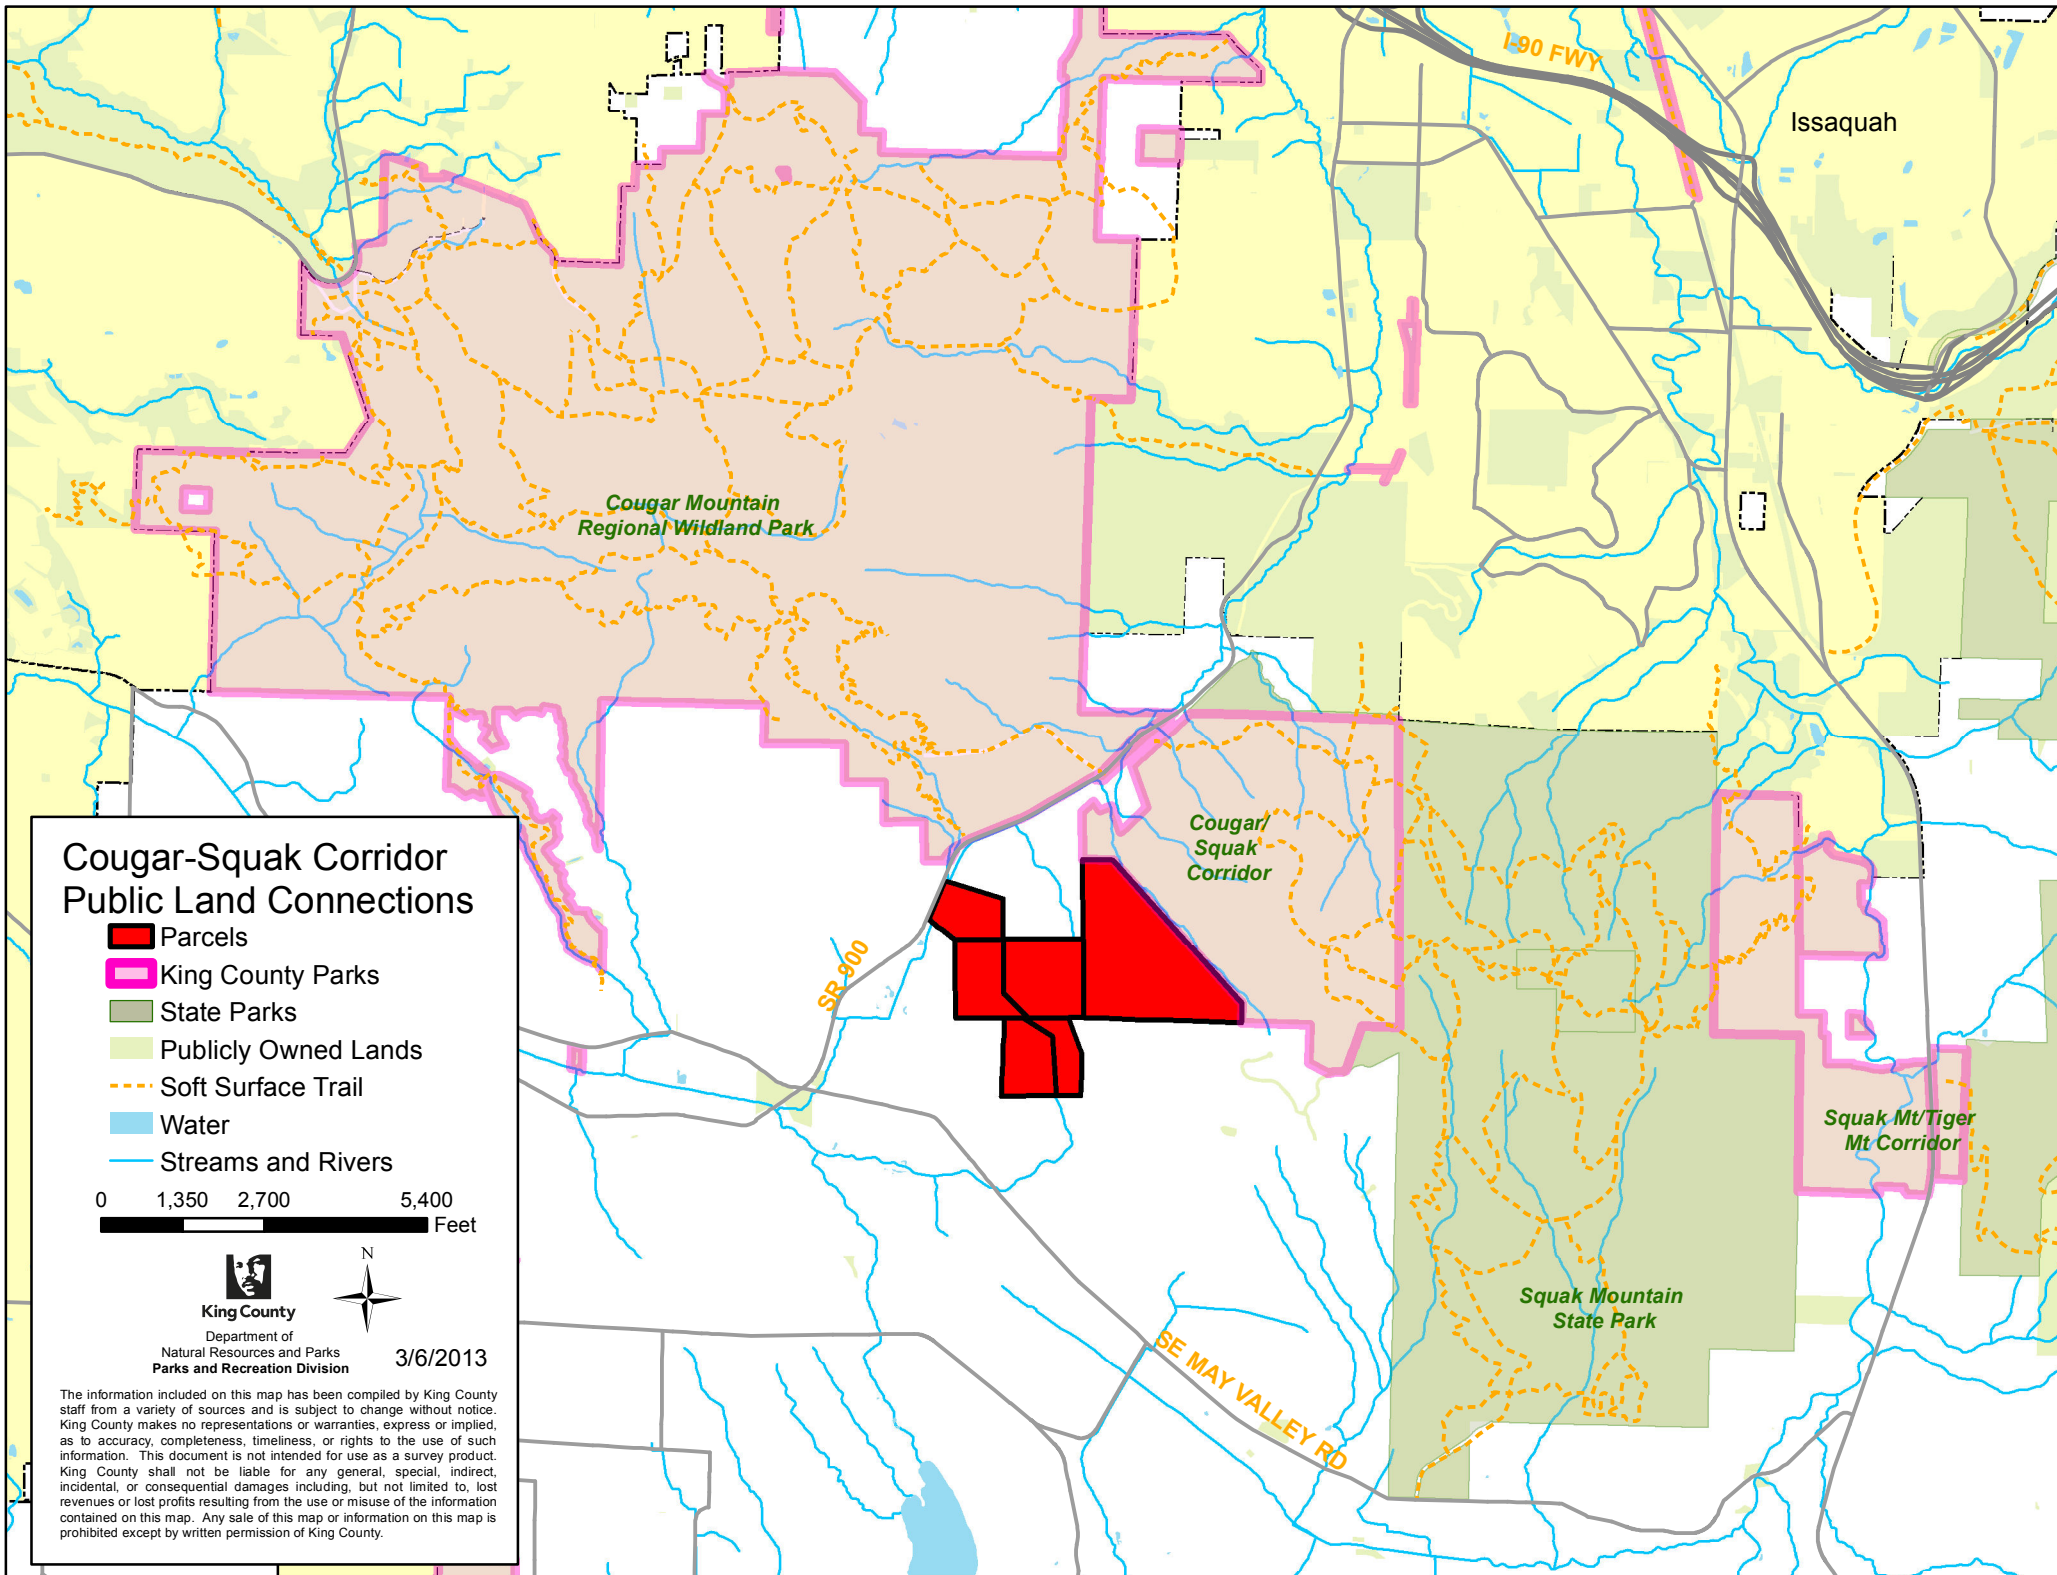 I-90 FWY
Issaquah
Cougar Mountain
Regional Wildland Park
Cougar/
Squak
Corridor
SR 900
Squak Mt/Tiger
Mt Corridor
Squak Mountain
State Park
SE MAY VALLEY RD
Cougar-Squak Corridor
Public Land Connections
Parcels
King County Parks
State Parks
Publicly Owned Lands
Soft Surface Trail
Water
Streams and Rivers
0 1,350 2,700 5,400
Feet
N
King County
Department of
Natural Resources and Parks
Parks and Recreation Division
3/6/2013
The information included on this map has been compiled by King County
staff from a variety of sources and is subject to change without notice.
King County makes no representations or warranties, express or implied,
as to accuracy, completeness, timeliness, or rights to the use of such
information. This document is not intended for use as a survey product.
King County shall not be liable for any general, special, indirect,
incidental, or consequential damages including, but not limited to, lost
revenues or lost profits resulting from the use or misuse of the information
contained on this map. Any sale of this map or information on this map is
prohibited except by written permission of King County.